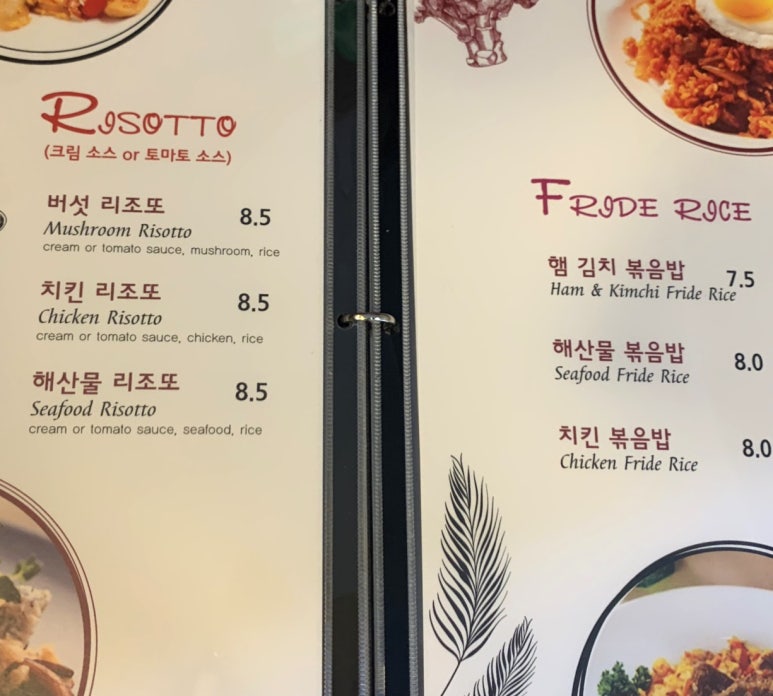 RISOTTO
(크림 소스 or 토마토 소스)
버섯 리조또 8.5
Mushroom Risotto
cream or tomato sauce, mushroom, rice
치킨 리조또 8.5
Chicken Risotto
cream or tomato sauce, chicken, rice
해산물 리조또 8.5
Seafood Risotto
cream or tomato sauce, seafood, rice
FRIDE RICE
햄 김치 볶음밥 7.5
Ham & Kimchi Fride Rice
해산물 볶음밥 8.0
Seafood Fride Rice
치킨 볶음밥 8.0
Chicken Fride Rice